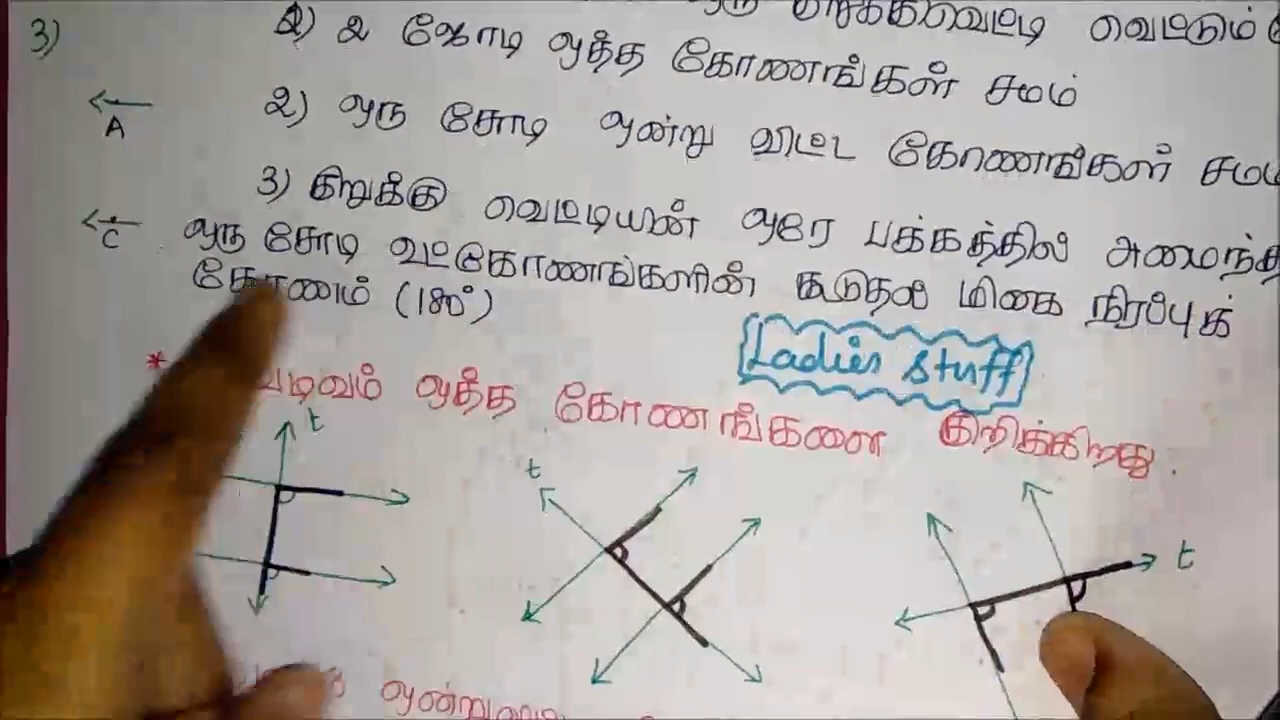 3)
குறுக்குவெட்டி வெட்டும்
1) 2 ஜோடி ஒத்த கோணங்கள் சமம்
A
2) ஒரு சோடி ஒன்று விட்ட கோணங்கள் சமம்
3) குறுக்கு வெட்டியின் ஒரே பக்கத்தில் அமைந்த
C ஒரு சோடி உட்கோணங்களின் கூடுதல் மிகை நிரப்புக்
கோணம் (180°)
Ladies Stuff
* வடிவம் ஒத்த கோணங்களை குறிக்கிறது.
t
t
t